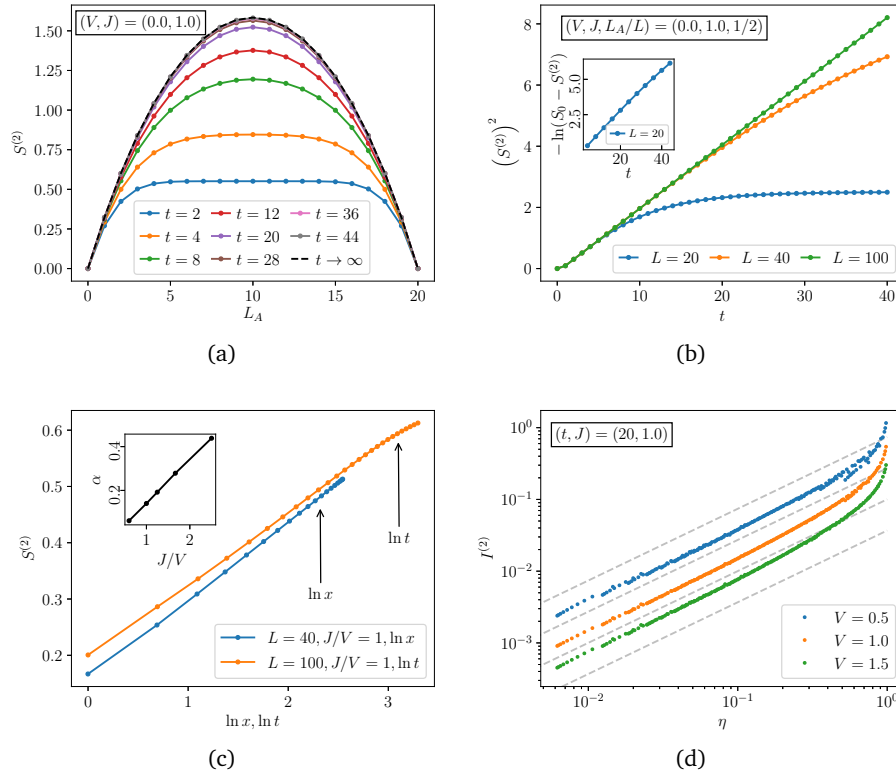 (V, J) = (0.0, 1.0)
S^{(2)}
1.50
1.25
1.00
0.75
0.50
0.25
0.00
t = 2
t = 4
t = 8
t = 12
t = 20
t = 28
t = 36
t = 44
t → ∞
0 5 10 15 20
L_A
(a)
(V, J, L_A/L) = (0.0, 1.0, 1/2)
(S^{(2)})^2
8
6
4
2
0
− ln(S_0 − S^{(2)})
5.0
2.5
L = 20
20 40
t
L = 20
L = 40
L = 100
0 10 20 30 40
t
(b)
S^{(2)}
0.6
0.5
0.4
0.3
0.2
α
0.4
0.2
1 2
J/V
ln x
ln t
L = 40, J/V = 1, ln x
L = 100, J/V = 1, ln t
0 1 2 3
ln x, ln t
(c)
(t, J) = (20, 1.0)
I^{(2)}
10^0
10^{−1}
10^{−2}
10^{−3}
V = 0.5
V = 1.0
V = 1.5
10^{−2} 10^{−1} 10^0
η
(d)